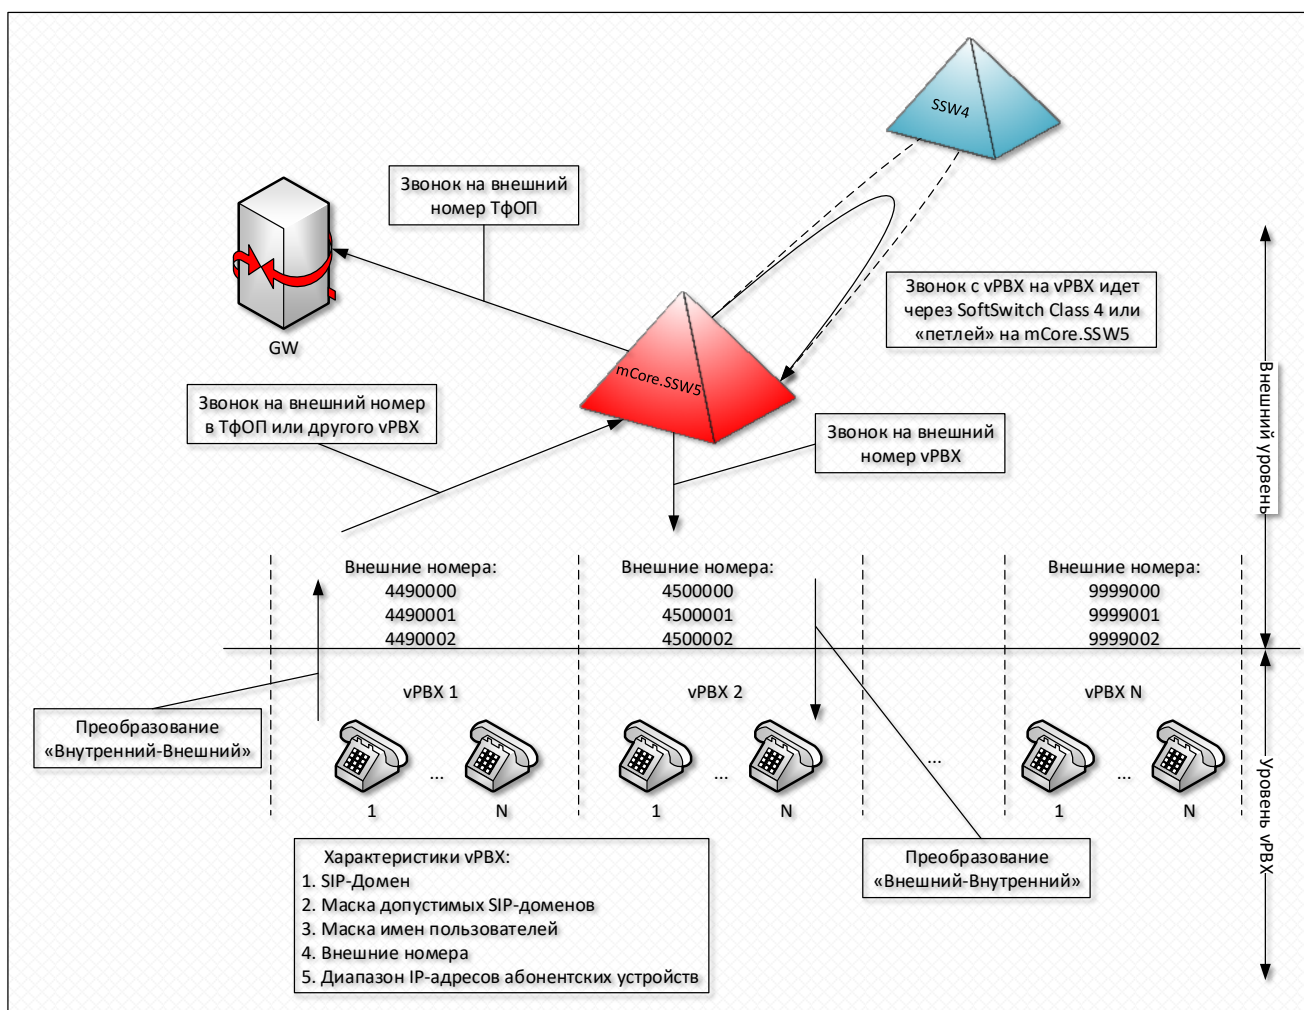 SSW4
Звонок на внешний
номер ТфОП
GW
Звонок с vPBX на vPBX идет
через SoftSwitch Class 4 или
«петлей» на mCore.SSW5
mCore.SSW5
Звонок на внешний номер
в ТфОП или другого vPBX
Звонок на внешний
номер vPBX
Внешний уровень
Внешние номера:
4490000
4490001
4490002
Внешние номера:
4500000
4500001
4500002
Внешние номера:
9999000
9999001
9999002
vPBX 1
vPBX 2
vPBX N
Преобразование
«Внутренний-Внешний»
...
...
...
...
1
N
1
N
1
N
Уровень vPBX
Характеристики vPBX:
1. SIP-Домен
2. Маска допустимых SIP-доменов
3. Маска имен пользователей
4. Внешние номера
5. Диапазон IP-адресов абонентских устройств
Преобразование
«Внешний-Внутренний»